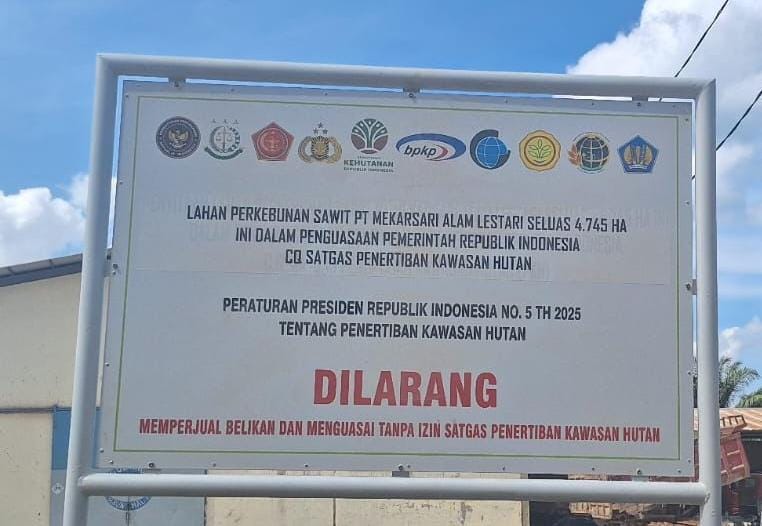 KEHUTANAN
REPUBLIK INDONESIA
bpkp
LAHAN PERKEBUNAN SAWIT PT MEKARSARI ALAM LESTARI SELUAS 4.745 HA
INI DALAM PENGUASAAN PEMERINTAH REPUBLIK INDONESIA
CQ SATGAS PENERTIBAN KAWASAN HUTAN
PERATURAN PRESIDEN REPUBLIK INDONESIA NO. 5 TH 2025
TENTANG PENERTIBAN KAWASAN HUTAN
DILARANG
MEMPERJUAL BELIKAN DAN MENGUASAI TANPA IZIN SATGAS PENERTIBAN KAWASAN HUTAN